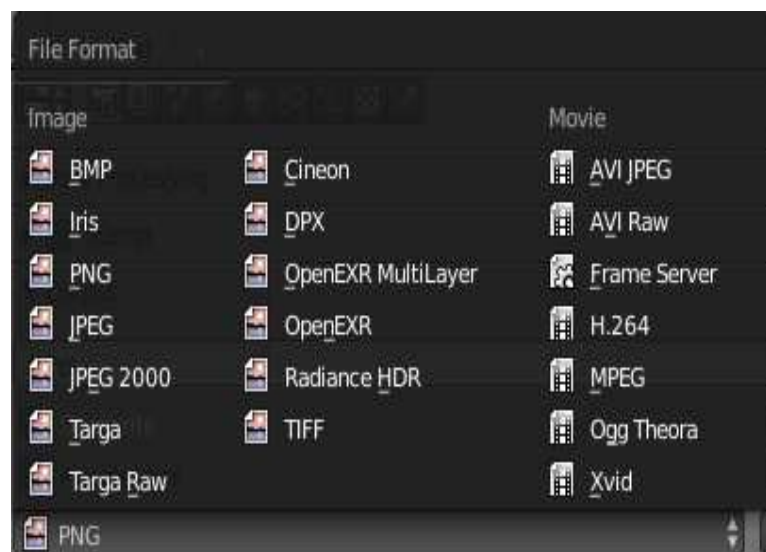 File Format
Image
BMP
Iris
PNG
JPEG
JPEG 2000
Targa
Targa Raw
Cineon
DPX
OpenEXR MultiLayer
OpenEXR
Radiance HDR
TIFF
Movie
AVI JPEG
AVI Raw
Frame Server
H.264
MPEG
Ogg Theora
Xvid
PNG